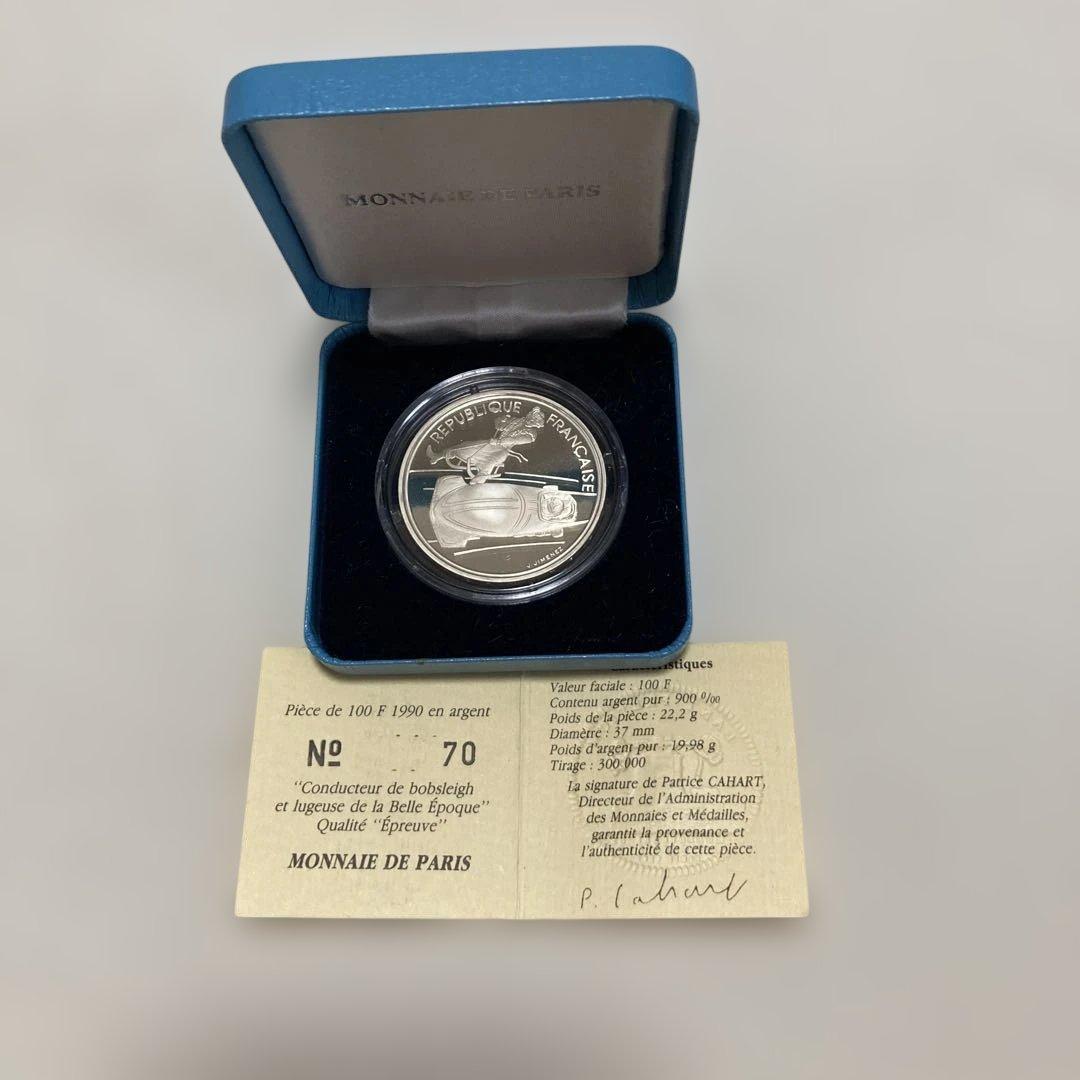 MONNAIE DE PARIS
REPUBLIQUE FRANÇAISE
J. JIMENEZ
Pièce de 100 F 1990 en argent
Nº 70
"Conducteur de bobsleigh
et lugeuse de la Belle Époque"
Qualité "Épreuve"
MONNAIE DE PARIS
Caractéristiques
Valeur faciale : 100 F
Contenu argent pur : 900 0/00
Poids de la pièce : 22,2 g
Diamètre : 37 mm
Poids d'argent pur : 19,98 g
Tirage : 300 000
La signature de Patrice CAHART,
Directeur de l'Administration
des Monnaies et Médailles,
garantit la provenance et
l'authenticité de cette pièce.
P. Cahart